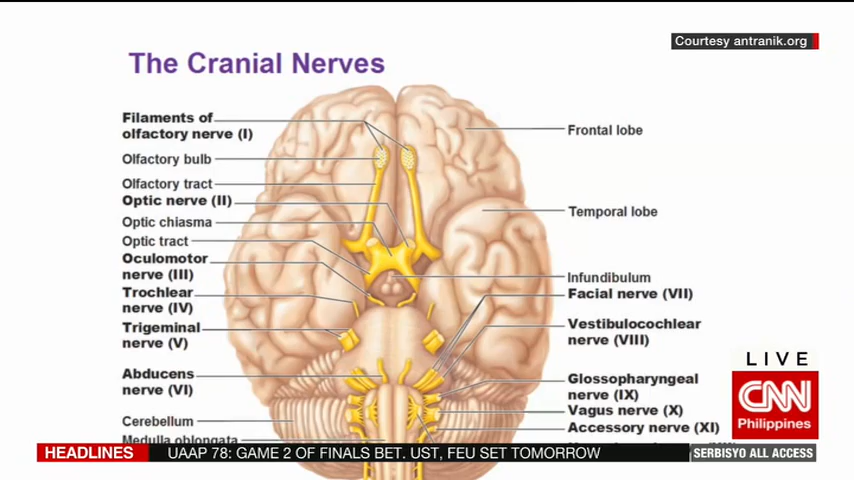 Courtesy antranik.org
The Cranial Nerves
Filaments of
olfactory nerve (I)
Olfactory bulb
Olfactory tract
Optic nerve (II)
Optic chiasma
Optic tract
Oculomotor
nerve (III)
Trochlear
nerve (IV)
Trigeminal
nerve (V)
Abducens
nerve (VI)
Cerebellum
Medulla oblongata
Frontal lobe
Temporal lobe
Infundibulum
Facial nerve (VII)
Vestibulocochlear
nerve (VIII)
Glossopharyngeal
nerve (IX)
Vagus nerve (X)
Accessory nerve (XI)
LIVE
CNN
Philippines
HEADLINES
UAAP 78: GAME 2 OF FINALS BET. UST, FEU SET TOMORROW
SERBISYO ALL ACCESS